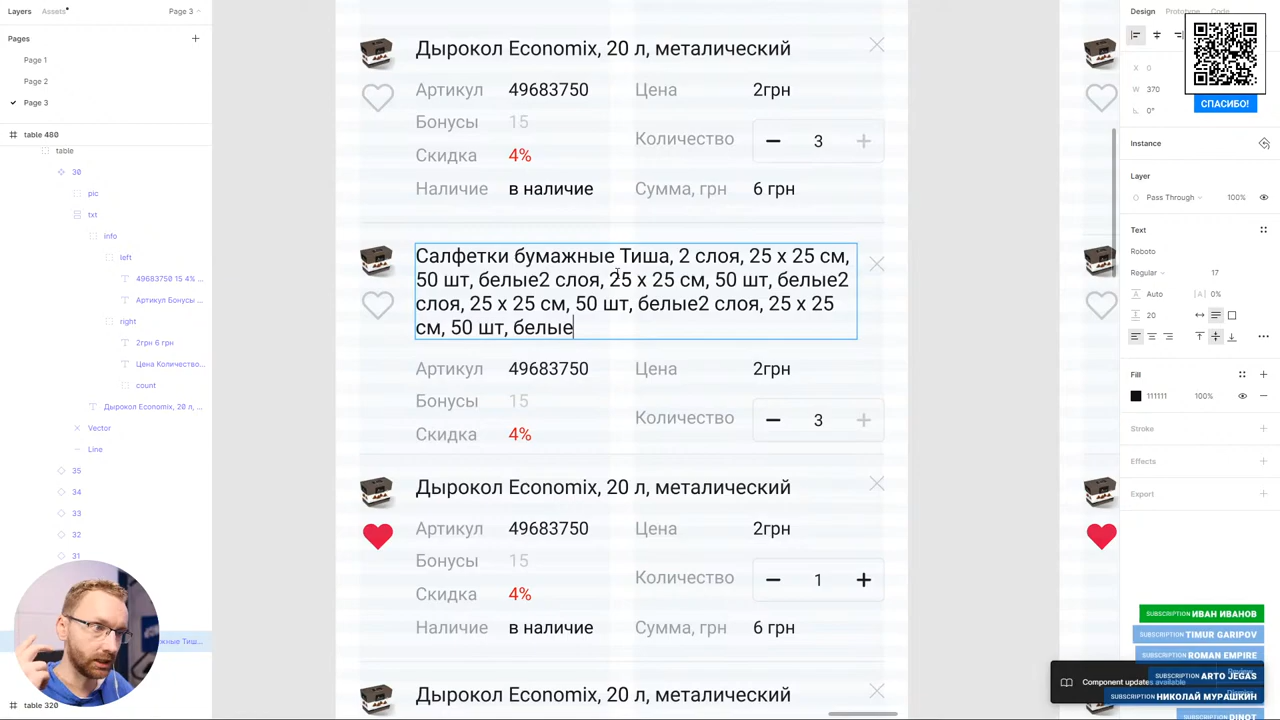 Layers
Assets
Page 3
Pages
Page 1
Page 2
Page 3
table 480
table
30
pic
txt
info
left
49683750 15 4% ...
Артикул Бонусы ...
right
2грн 6 грн
Цена Количество...
count
Дырокол Economix, 20 л, ...
Vector
Line
35
34
33
32
31
жные Тиш...
table 320
Дырокол Economix, 20 л, металический
Артикул 49683750 Цена 2грн
Бонусы 15
Количество 3
Скидка 4%
Наличие в наличие Сумма, грн 6 грн
Салфетки бумажные Тиша, 2 слоя, 25 x 25 см,
50 шт, белые2 слоя, 25 x 25 см, 50 шт, белые2
слоя, 25 x 25 см, 50 шт, белые2 слоя, 25 x 25
см, 50 шт, белые
Артикул 49683750 Цена 2грн
Бонусы 15
Количество 3
Скидка 4%
Дырокол Economix, 20 л, металический
Артикул 49683750 Цена 2грн
Бонусы 15
Количество 1
Скидка 4%
Наличие в наличие Сумма, грн 6 грн
Дырокол Economix, 20 л, металический
Design
Prototype
Code
СПАСИБО!
X 0
W 370
0°
Instance
Layer
Pass Through 100%
Text
Roboto
Regular 17
Auto 0%
20
Fill
111111 100%
Stroke
Effects
Export
SUBSCRIPTION ИВАН ИВАНОВ
SUBSCRIPTION TIMUR GARIPOV
SUBSCRIPTION ROMAN EMPIRE
SUBSCRIPTION ARTO JEGAS
SUBSCRIPTION НИКОЛАЙ МУРАШКИН
SUBSCRIPTION DINOT
Component updates available